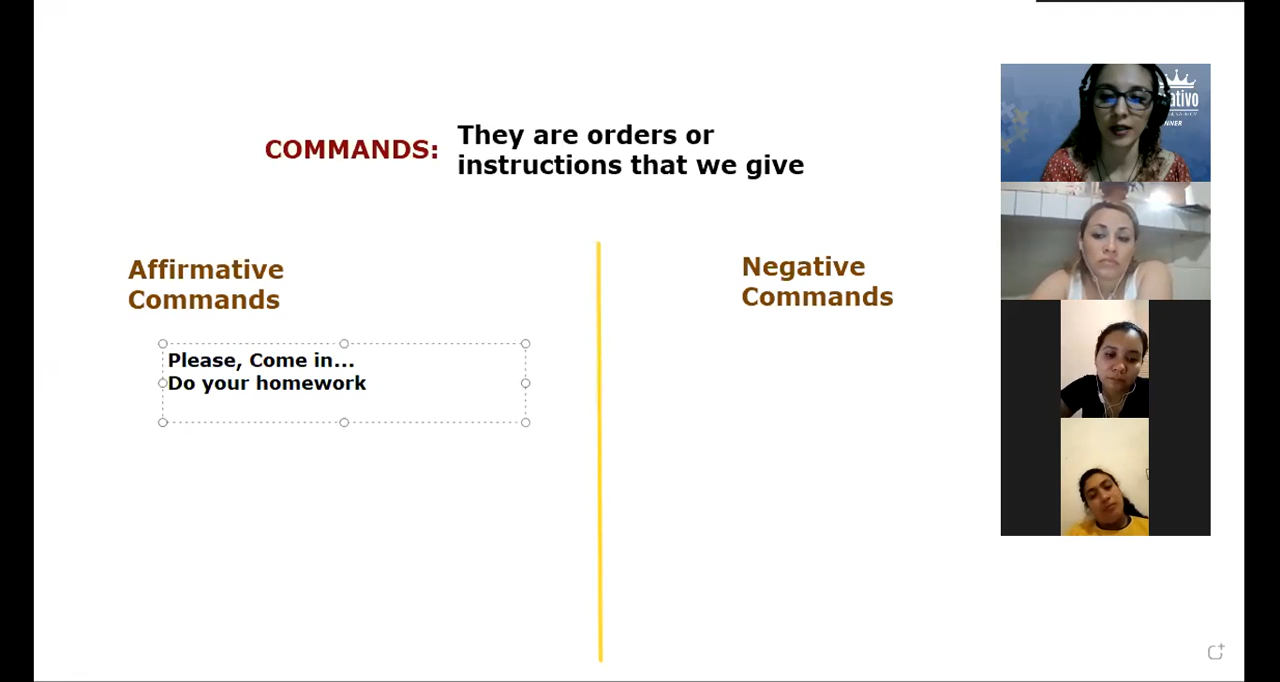 COMMANDS:
They are orders or
instructions that we give
Affirmative
Commands
Please, Come in...
Do your homework
Negative
Commands